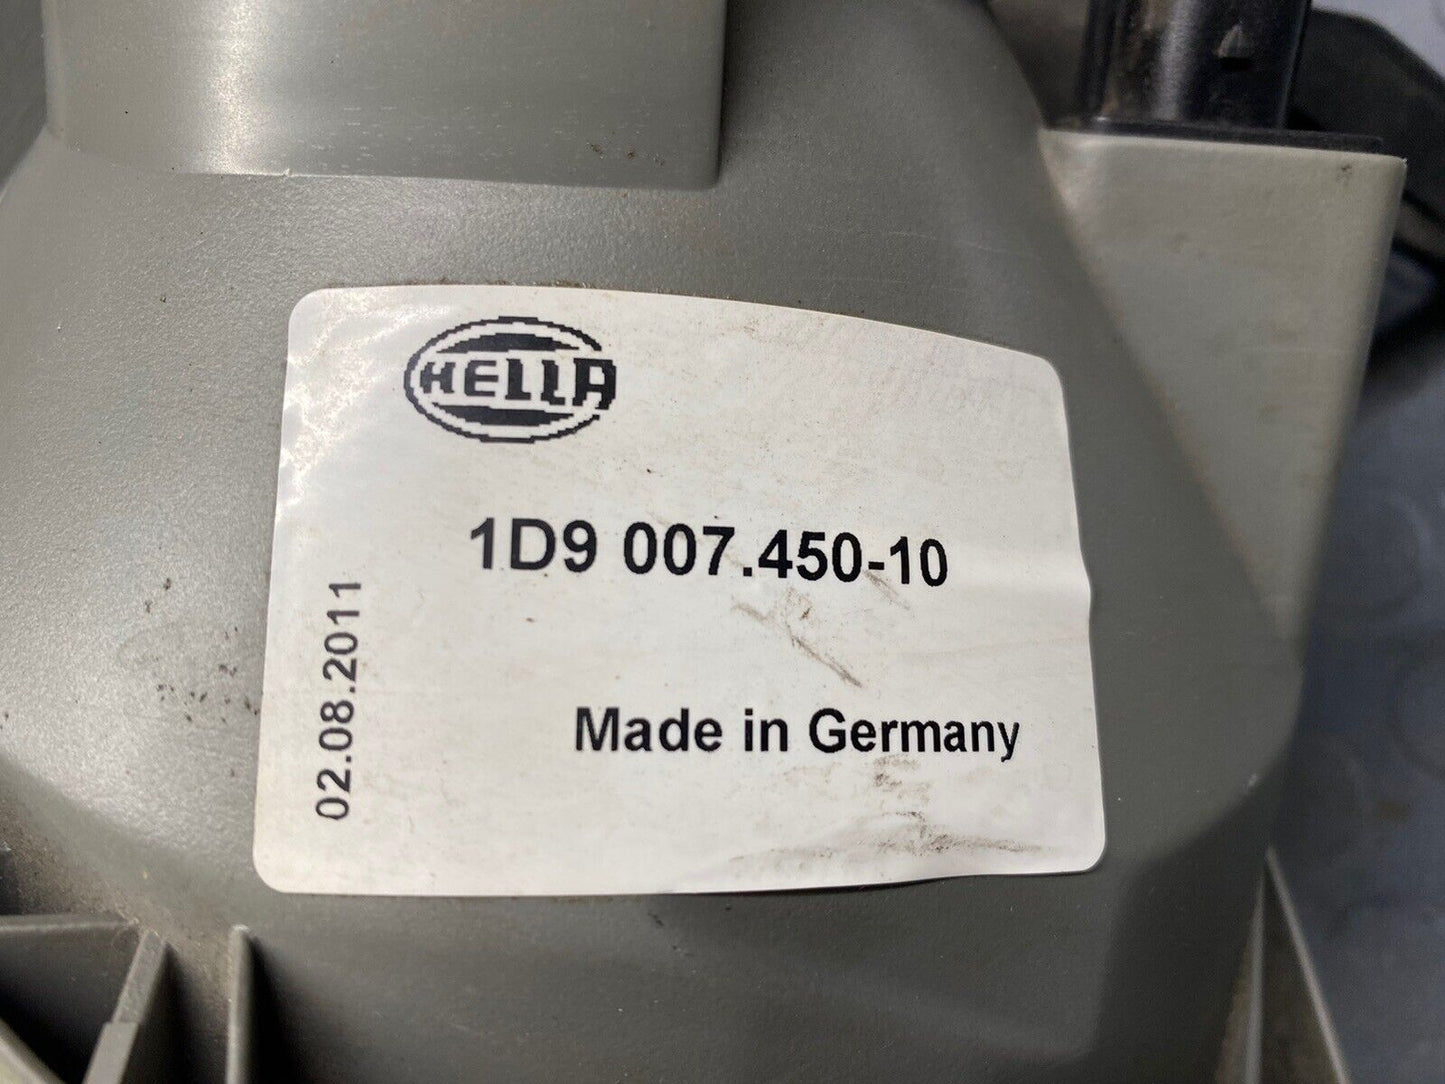 HELLA
1D9 007.450-10
02.08.2011
Made in Germany